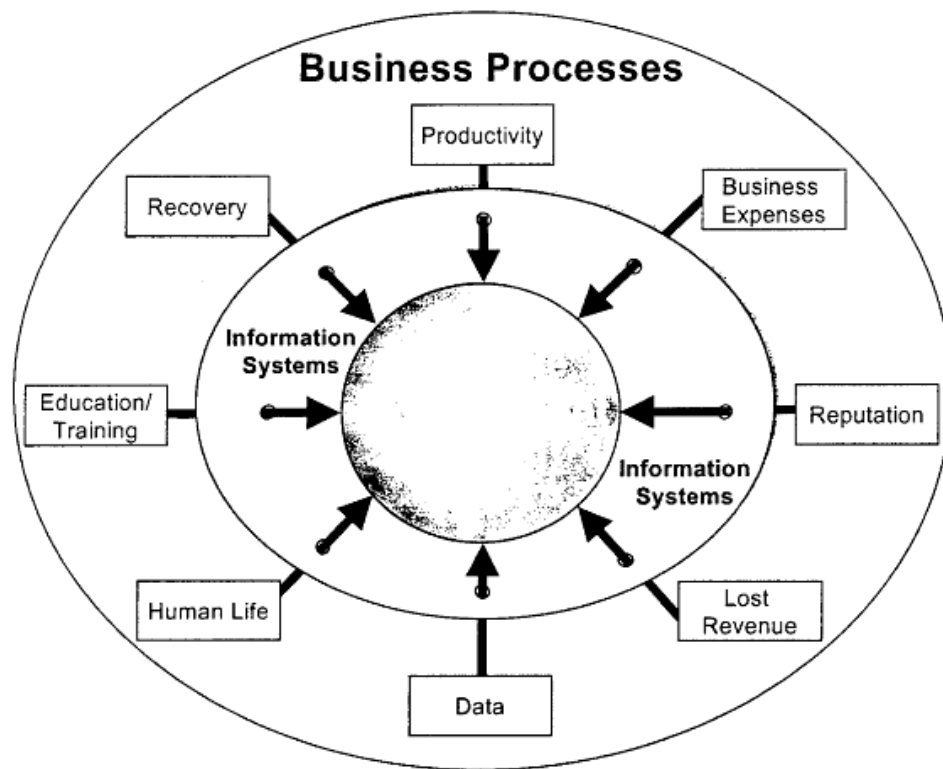 Business Processes
Productivity
Recovery
Business
Expenses
Information
Systems
Education/
Training
Reputation
Information
Systems
Human Life
Lost
Revenue
Data